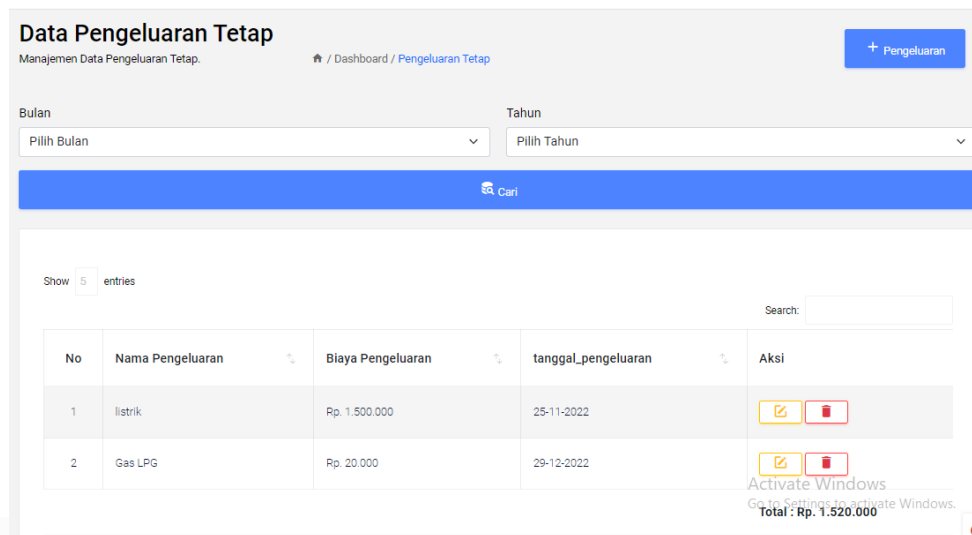 Data Pengeluaran Tetap
Manajemen Data Pengeluaran Tetap.
/ Dashboard / Pengeluaran Tetap
+ Pengeluaran
Bulan
Tahun
Pilih Bulan
Pilih Tahun
Cari
Show 5 entries
Search:
No Nama Pengeluaran Biaya Pengeluaran tanggal_pengeluaran Aksi
1 listrik Rp. 1.500.000 25-11-2022
2 Gas LPG Rp. 20.000 29-12-2022
Activate Windows
Go to Settings to activate Windows.
Total : Rp. 1.520.000